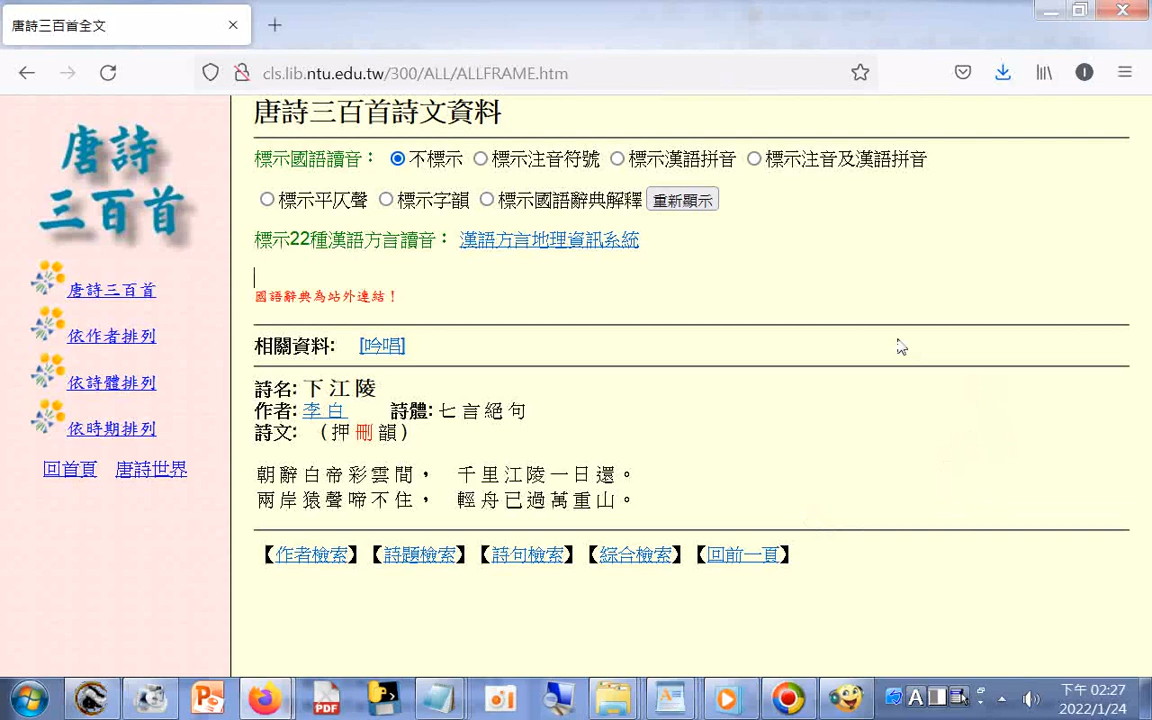 唐詩三百首全文
cls.lib.ntu.edu.tw/300/ALL/ALLFRAME.htm
唐詩
三百首
唐詩三百首
依作者排列
依詩體排列
依時期排列
回首頁 唐詩世界
唐詩三百首詩文資料
標示國語讀音： 不標示 標示注音符號 標示漢語拼音 標示注音及漢語拼音
標示平仄聲 標示字韻 標示國語辭典解釋 重新顯示
標示22種漢語方言讀音： 漢語方言地理資訊系統
國語辭典為站外連結！
相關資料: [吟唱]
詩名: 下江陵
作者: 李白 詩體: 七言絕句
詩文: （押刪韻）
朝辭白帝彩雲間， 千里江陵一日還。
兩岸猿聲啼不住， 輕舟已過萬重山。
【作者檢索】【詩題檢索】【詩句檢索】【綜合檢索】【回前一頁】
PDF
A
下午 02:27
2022/1/24